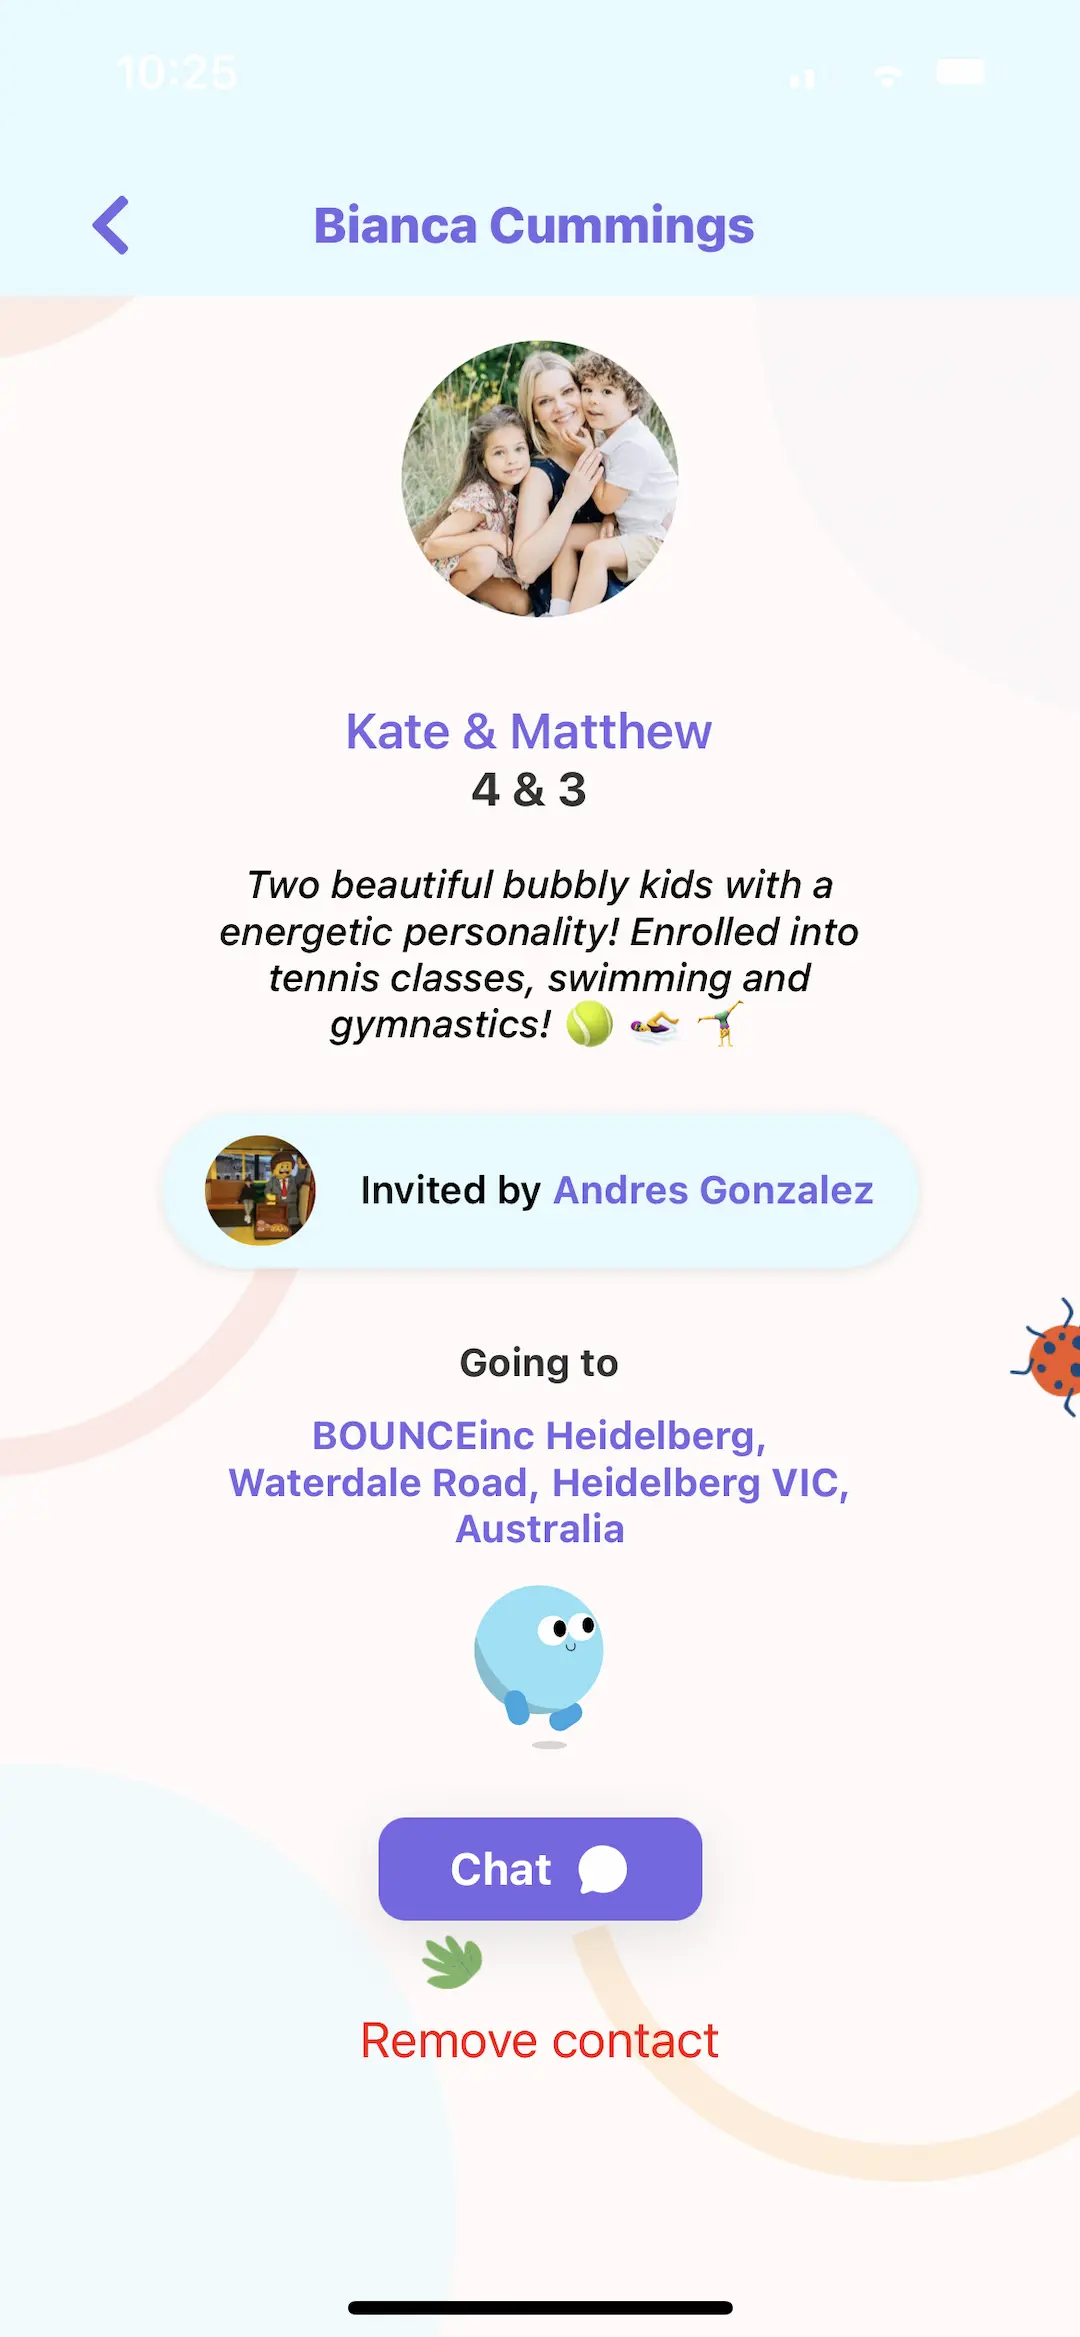 10:25
Bianca Cummings
Kate & Matthew
4 & 3
Two beautiful bubbly kids with a
energetic personality! Enrolled into
tennis classes, swimming and
gymnastics! 🎾 🏊‍♀️ 🤸‍♀️
Invited by Andres Gonzalez
Going to
BOUNCEinc Heidelberg,
Waterdale Road, Heidelberg VIC,
Australia
Chat
Remove contact